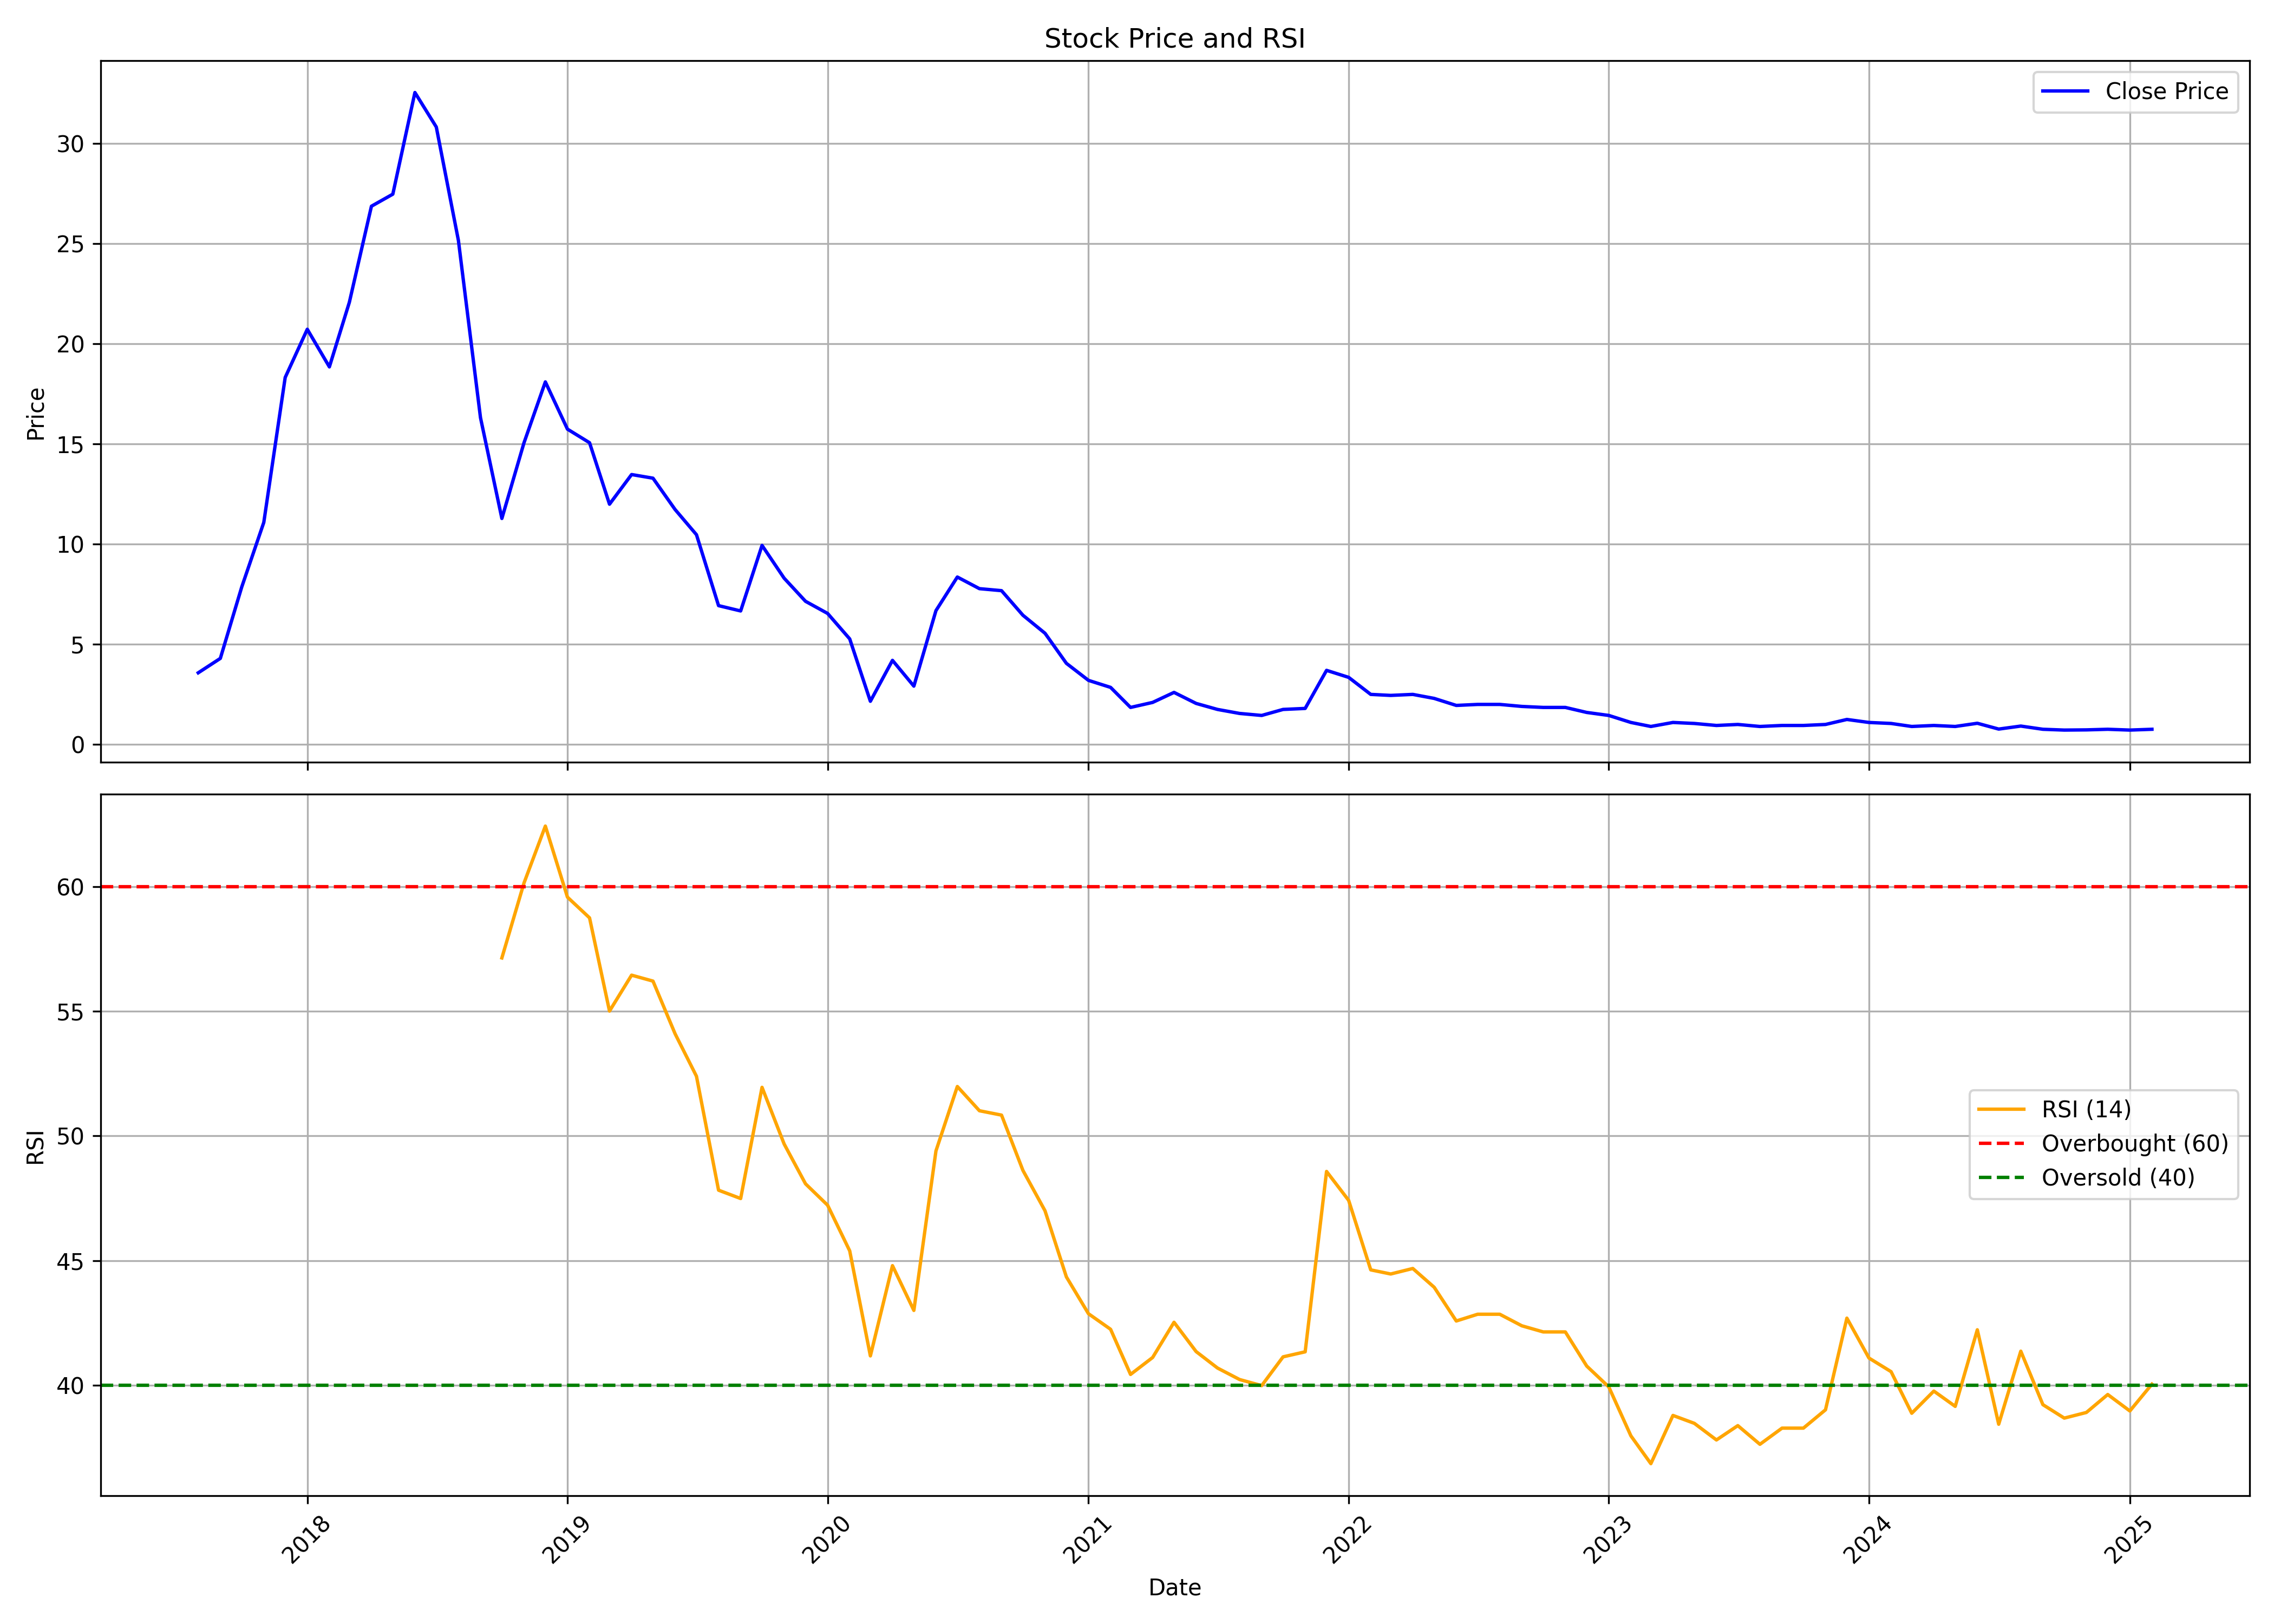 Stock Price and RSI
Close Price
Price
30
25
20
15
10
5
0
RSI
60
55
50
45
40
RSI (14)
Overbought (60)
Oversold (40)
2018
2019
2020
2021
2022
2023
2024
2025
Date